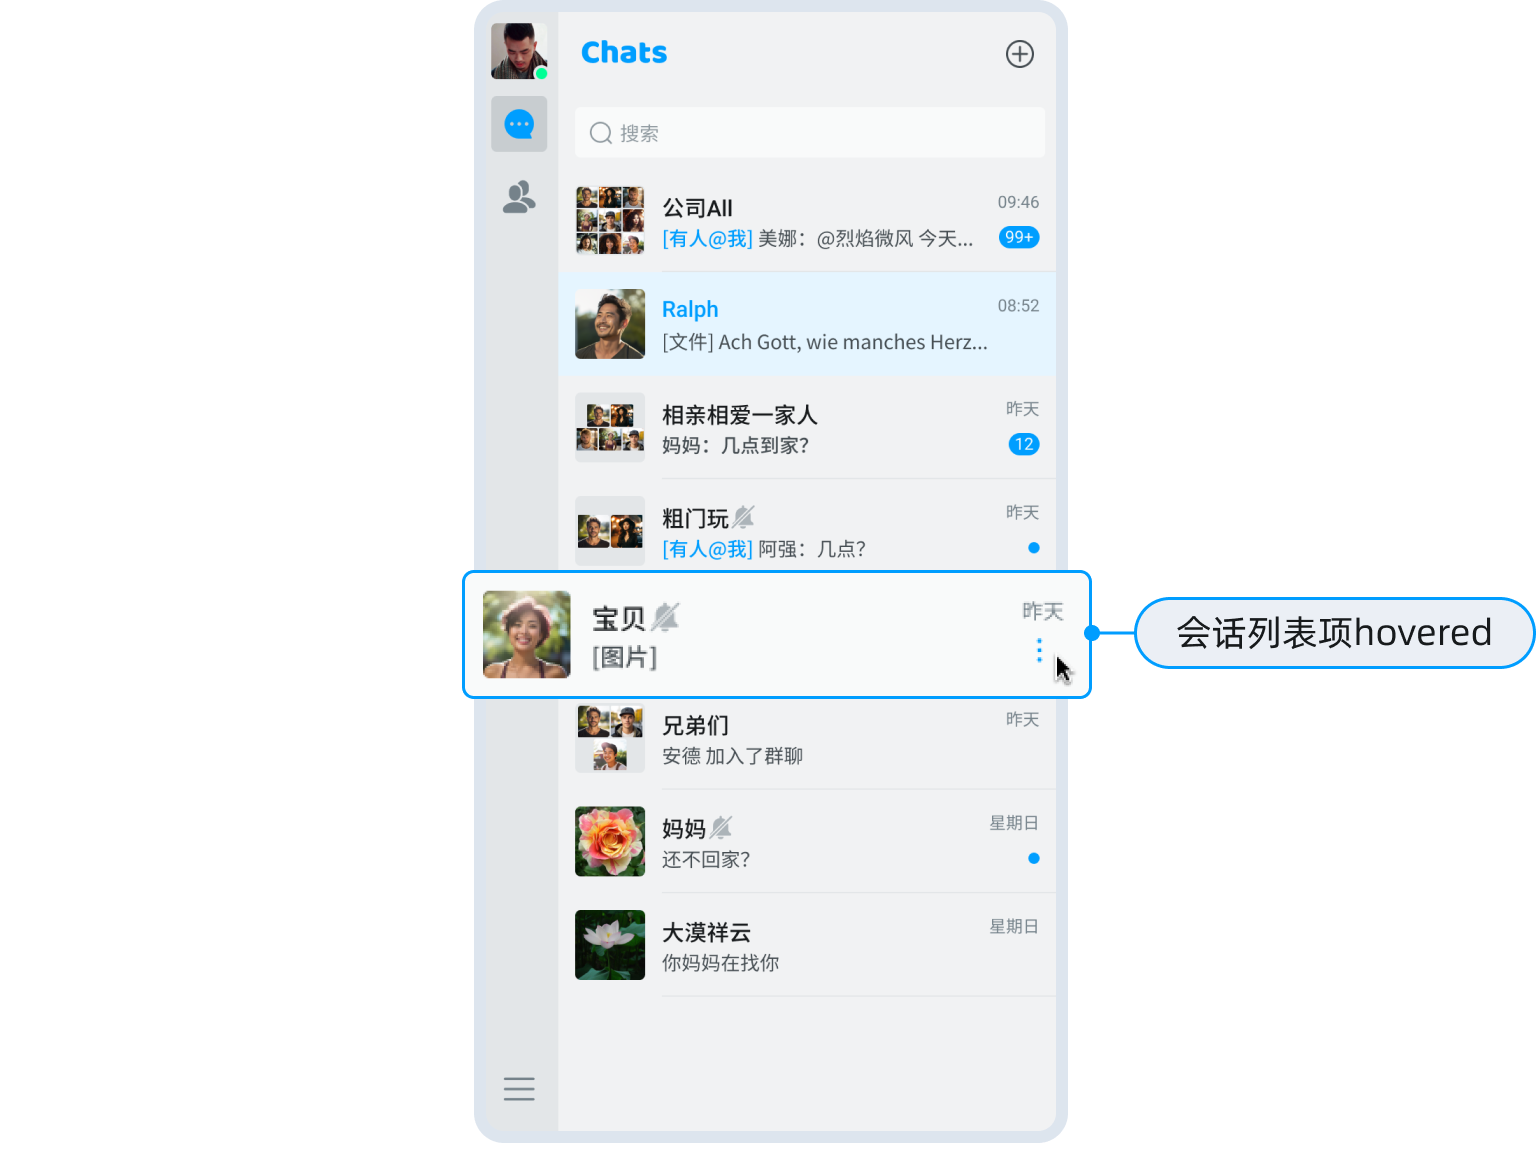 Chats
搜索
公司All
09:46
[有人@我] 美娜：@烈焰微风 今天...
99+
Ralph
08:52
[文件] Ach Gott, wie manches Herz...
相亲相爱一家人
昨天
妈妈：几点到家？
12
粗门玩
昨天
[有人@我] 阿强：几点？
宝贝
昨天
[图片]
会话列表项hovered
兄弟们
昨天
安德 加入了群聊
妈妈
星期日
还不回家？
大漠祥云
星期日
你妈妈在找你